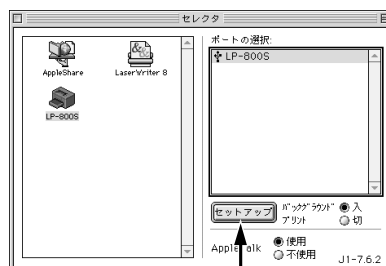 セレクタ
AppleShare
LaserWriter 8
LP-800S
ポートの選択:
LP-800S
セットアップ
バックグラウンド
プリント
入
切
AppleTalk
使用
不使用
J1-7.6.2